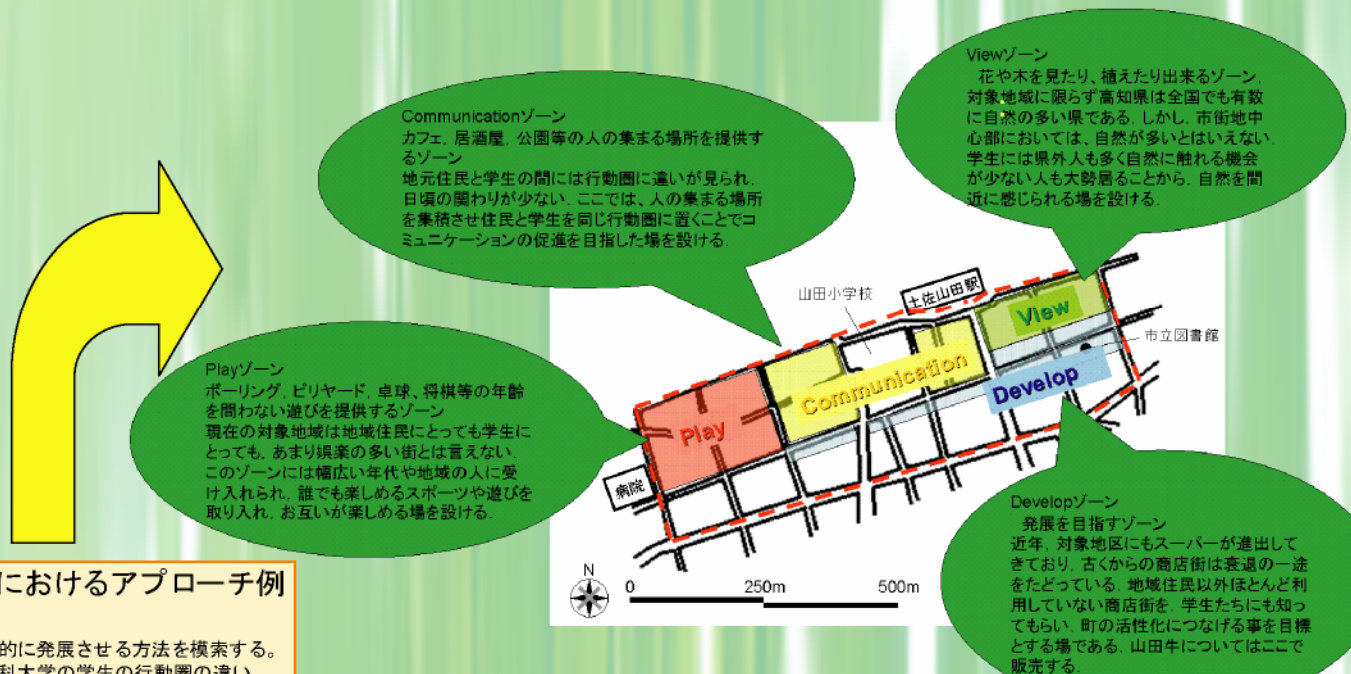 Viewゾーン
花や木を見たり、植えたり出来るゾーン.
対象地域に限らず高知県は全国でも有数
に自然の多い県である. しかし. 市街地中
心部においては、自然が多いとはいえない.
学生には県外人も多く自然に触れる機会
が少ない人も大勢居ることから. 自然を間
近に感じられる場を設ける.
Communicationゾーン
カフェ, 居酒屋, 公園等の人の集まる場所を提供す
るゾーン
地元住民と学生の間には行動圏に違いが見られ,
日頃の関わりが少ない. ここでは、人の集まる場所
を集積させ住民と学生を同じ行動圏に置くことでコ
ミュニケーションの促進を目指した場を設ける.
Playゾーン
ボーリング, ビリヤード, 卓球、将棋等の年齢
を問わない遊びを提供するゾーン
現在の対象地域は地域住民にとっても学生に
とっても, あまり娯楽の多い街とは言えない.
このゾーンには幅広い年代や地域の人に受
け入れられ, 誰でも楽しめるスポーツや遊びを
取り入れ, お互いが楽しめる場を設ける.
山田小学校
土佐山田駅
市立図書館
View
Communication
Develop
Play
病院
N
0 250m 500m
Developゾーン
発展を目指すゾーン
近年, 対象地区にもスーパーが進出して
きており, 古くからの商店街は衰退の一途
をたどっている. 地域住民以外ほとんど利
用していない商店街を, 学生たちにも知っ
てもらい, 町の活性化につなげる事を目標
とする場である. 山田牛についてはここで
販売する.
におけるアプローチ例
的に発展させる方法を模索する。
科大学の学生の行動圏の違い